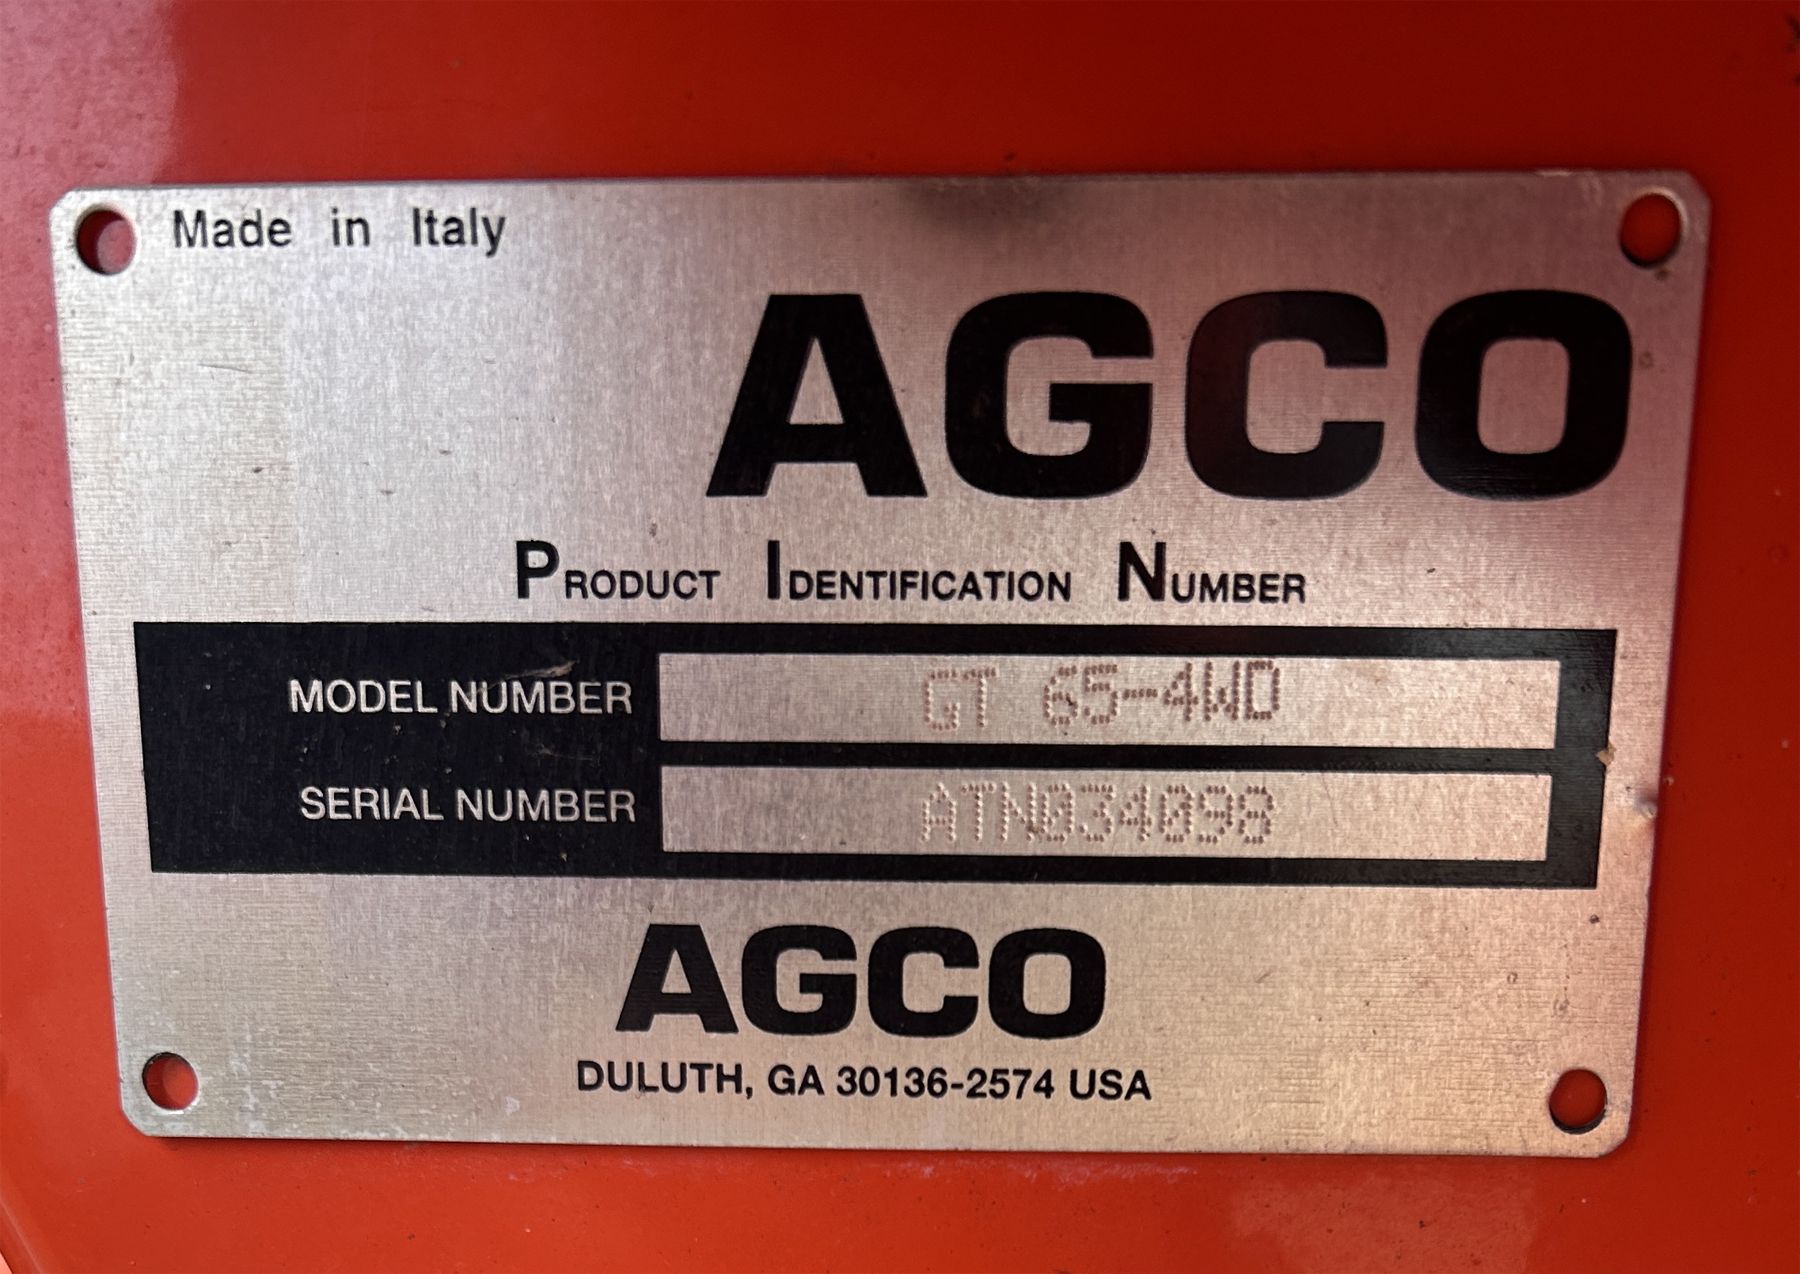 Made in Italy
AGCO
PRODUCT IDENTIFICATION NUMBER
MODEL NUMBER GT 65-4WD
SERIAL NUMBER ATN034098
AGCO
DULUTH, GA 30136-2574 USA